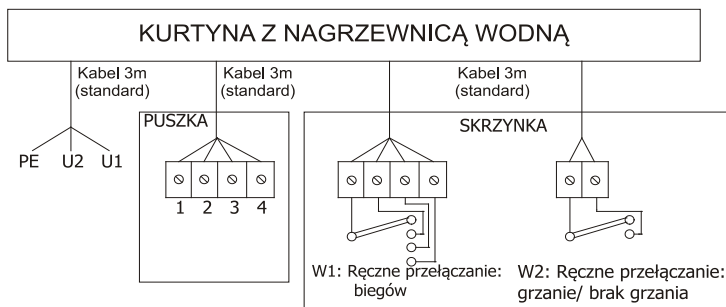 KURTYNA Z NAGRZEWNICĄ WODNĄ
Kabel 3m
(standard)
Kabel 3m
(standard)
Kabel 3m
(standard)
PE U2 U1
PUSZKA
1 2 3 4
SKRZYNKA
W1: Ręczne przełączanie:
biegów
W2: Ręczne przełączanie:
grzanie/ brak grzania